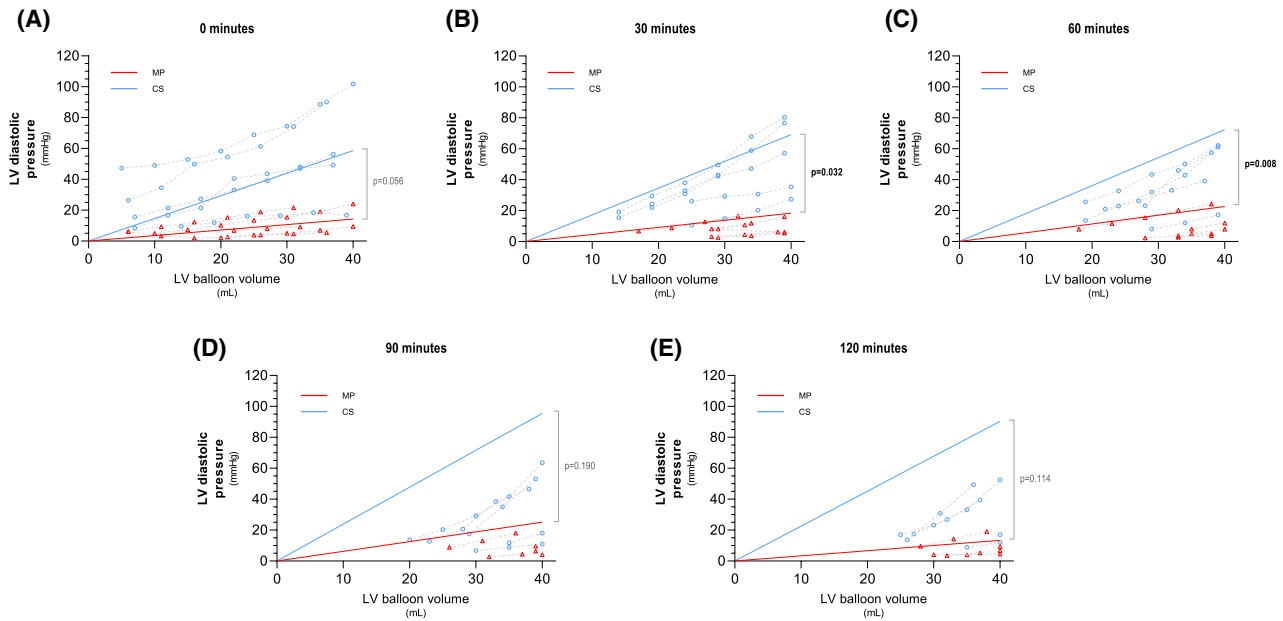 (A)
0 minutes
120
100
80
60
40
20
0
LV diastolic
pressure
(mmHg)
MP
CS
p=0.056
0 10 20 30 40
LV balloon volume
(mL)
(B)
30 minutes
120
100
80
60
40
20
0
LV diastolic
pressure
(mmHg)
MP
CS
p=0.032
0 10 20 30 40
LV balloon volume
(mL)
(C)
60 minutes
120
100
80
60
40
20
0
LV diastolic
pressure
(mmHg)
MP
CS
p=0.008
0 10 20 30 40
LV balloon volume
(mL)
(D)
90 minutes
120
100
80
60
40
20
0
LV diastolic
pressure
(mmHg)
MP
CS
p=0.190
0 10 20 30 40
LV balloon volume
(mL)
(E)
120 minutes
120
100
80
60
40
20
0
LV diastolic
pressure
(mmHg)
MP
CS
p=0.114
0 10 20 30 40
LV balloon volume
(mL)